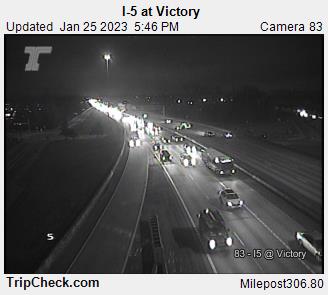 I-5 at Victory
Updated  Jan 25 2023  5:46 PM
Camera 83
T
S
83 - I5 @ Victory
TripCheck.com
Milepost306.80